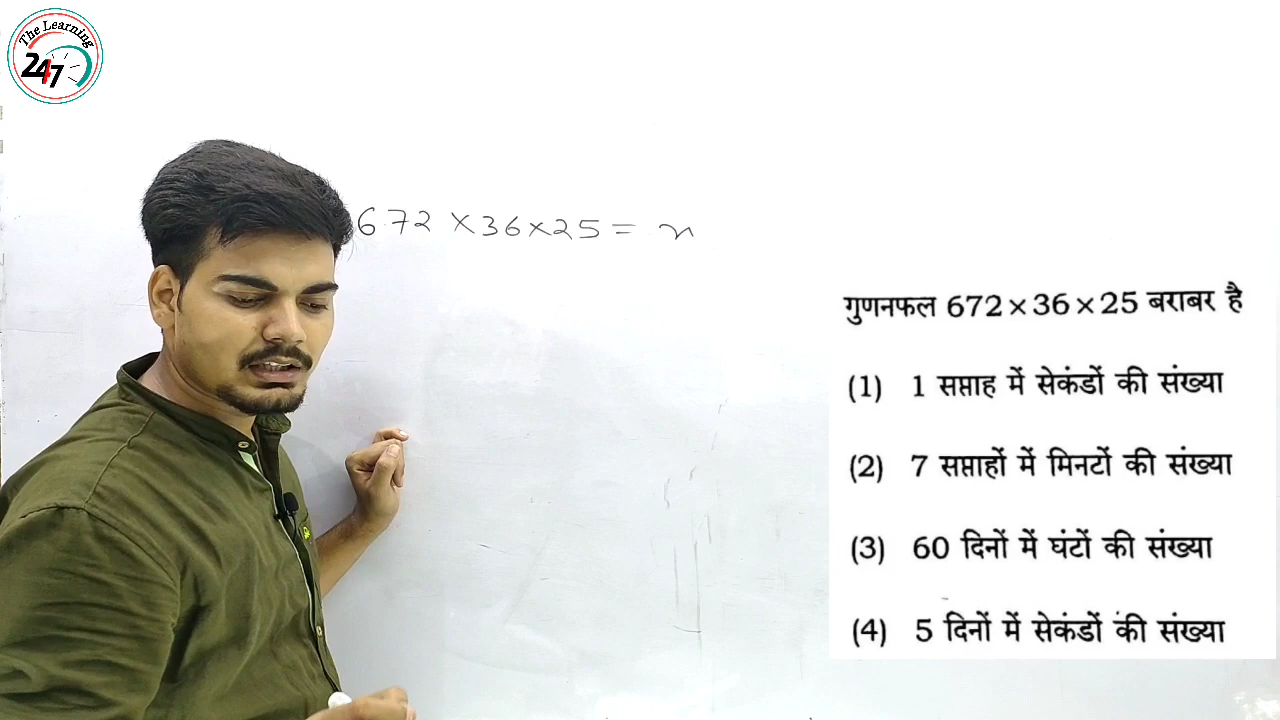 The Learning
247
672 × 36 × 25 = x
गुणनफल 672 × 36 × 25 बराबर है
(1) 1 सप्ताह में सेकंडों की संख्या
(2) 7 सप्ताहों में मिनटों की संख्या
(3) 60 दिनों में घंटों की संख्या
(4) 5 दिनों में सेकंडों की संख्या